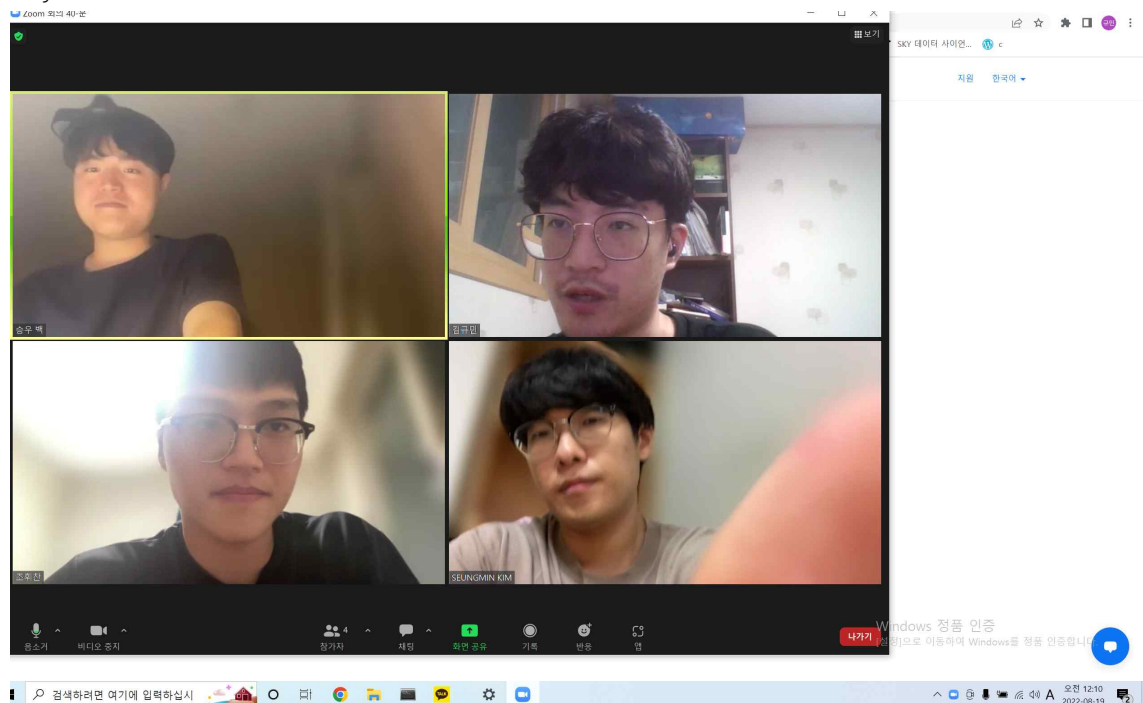 Zoom 회의 40-분
보기
SKY 데이터 사이언... c
지원 한국어
승우 백
김규민
조휘찬
SEUNGMIN KIM
음소거
비디오 중지
4
참가자
채팅
화면 공유
기록
반응
앱
나가기
Windows 정품 인증
[설정]으로 이동하여 Windows를 정품 인증합니다
검색하려면 여기에 입력하십시
TALK
A
오전 12:10
2022-08-19
2